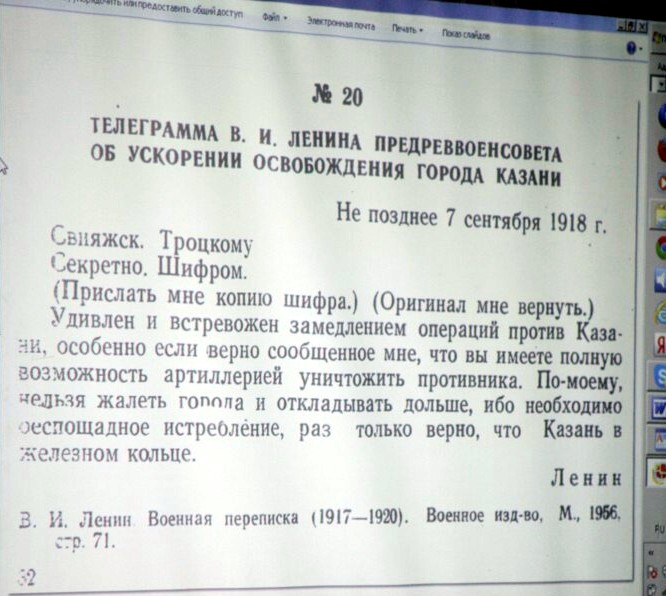 упорядочить или предоставить общий доступ Файл Электронная почта Печать Показ слайдов
№ 20
ТЕЛЕГРАММА В. И. ЛЕНИНА ПРЕДРЕВВОЕНСОВЕТА
ОБ УСКОРЕНИИ ОСВОБОЖДЕНИЯ ГОРОДА КАЗАНИ
Не позднее 7 сентября 1918 г.
Свияжск. Троцкому
Секретно. Шифром.
(Прислать мне копию шифра.) (Оригинал мне вернуть.)
Удивлен и встревожен замедлением операций против Каза-
ни, особенно если верно сообщенное мне, что вы имеете полную
возможность артиллерией уничтожить противника. По-моему,
нельзя жалеть города и откладывать дольше, ибо необходимо
беспощадное истребление, раз только верно, что Казань в
железном кольце.
Ленин
В. И. Ленин Военная переписка (1917—1920). Военное изд-во, М., 1956,
стр. 71.
RU